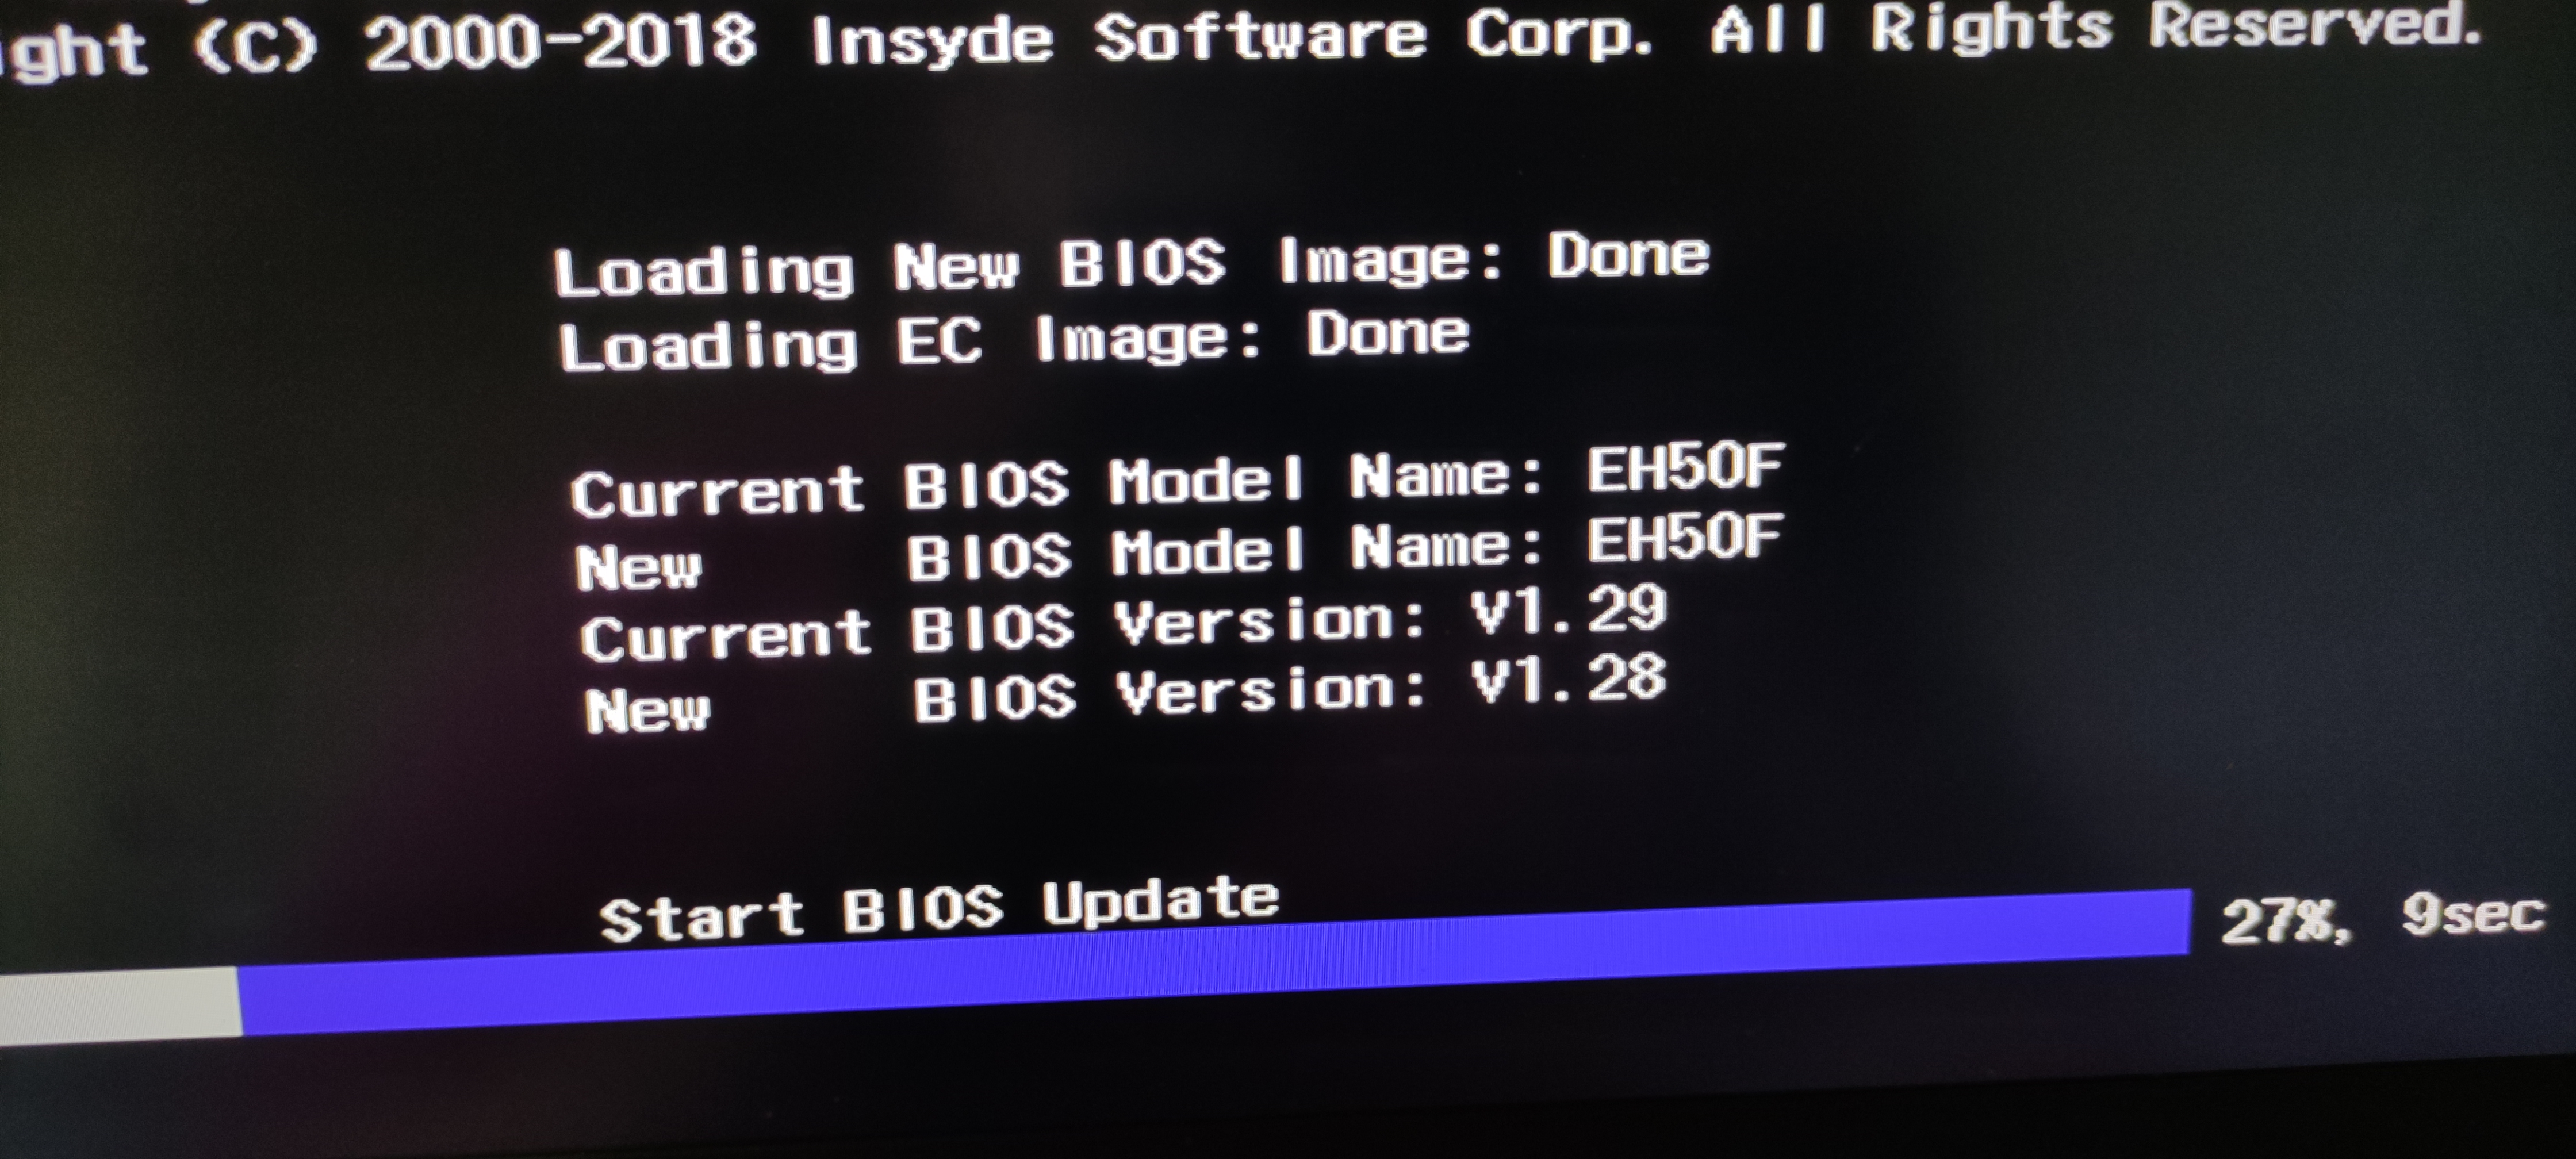 ght (C) 2000-2018 Insyde Software Corp. All Rights Reserved.
Loading New BIOS Image: Done
Loading EC Image: Done
Current BIOS Model Name: EH50F
New BIOS Model Name: EH50F
Current BIOS Version: V1.29
New BIOS Version: V1.28
Start BIOS Update
27%, 9sec